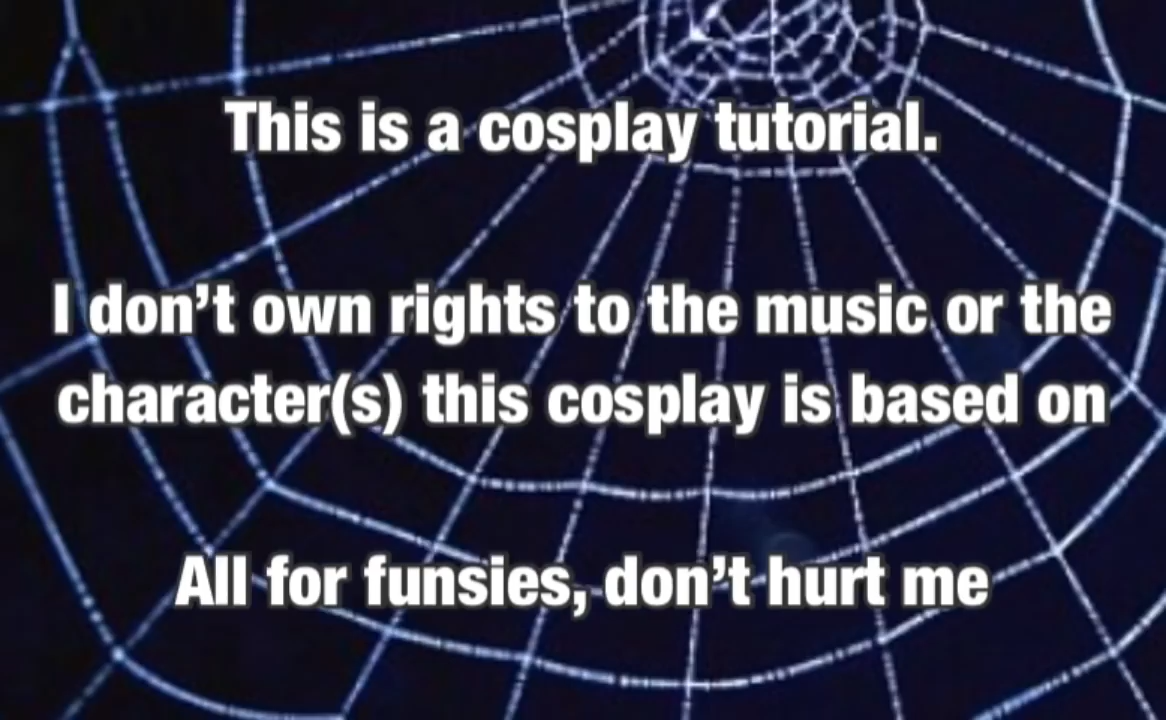 This is a cosplay tutorial.
I don’t own rights to the music or the
character(s) this cosplay is based on
All for funsies, don’t hurt me